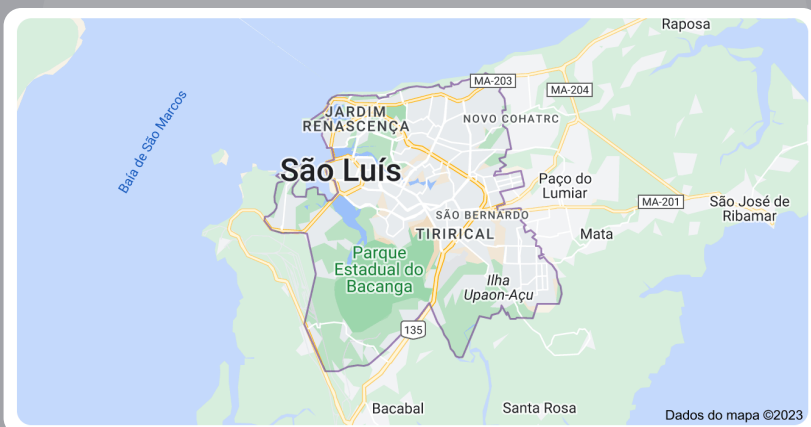 Raposa
MA-203
MA-204
Baía de São Marcos
JARDIM
RENASCENÇA
NOVO COHATRC
São Luís
Paço do
Lumiar
MA-201
São José de
Ribamar
SÃO BERNARDO
TIRIRICAL
Mata
Parque
Estadual do
Bacanga
Ilha
Upaon-Açu
135
Bacabal
Santa Rosa
Dados do mapa ©2023